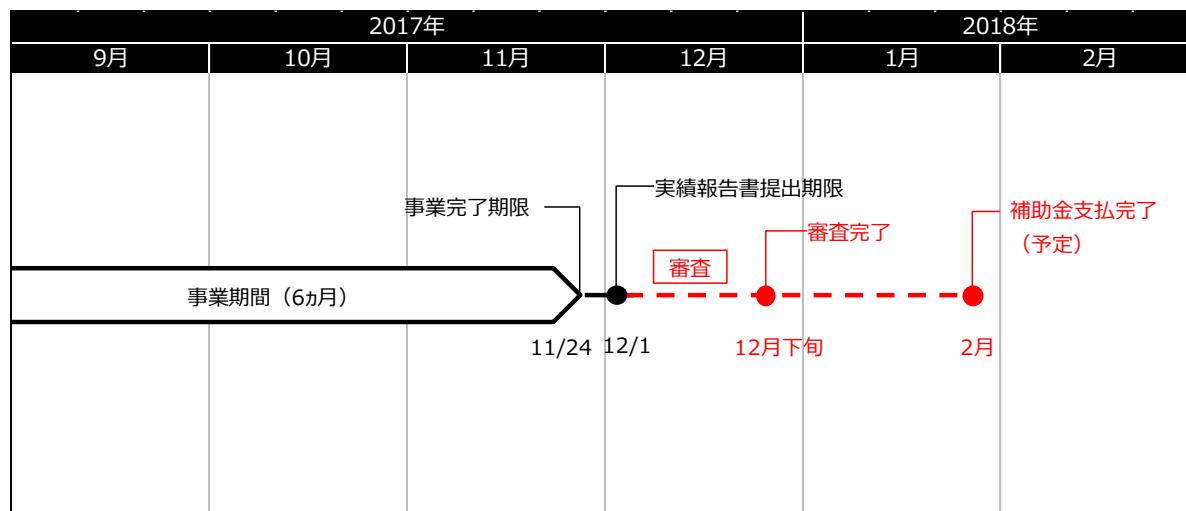 2017年
2018年
9月
10月
11月
12月
1月
2月
実績報告書提出期限
事業完了期限
補助金支払完了
（予定）
審査完了
審査
事業期間（6ヵ月）
11/24
12/1
12月下旬
2月